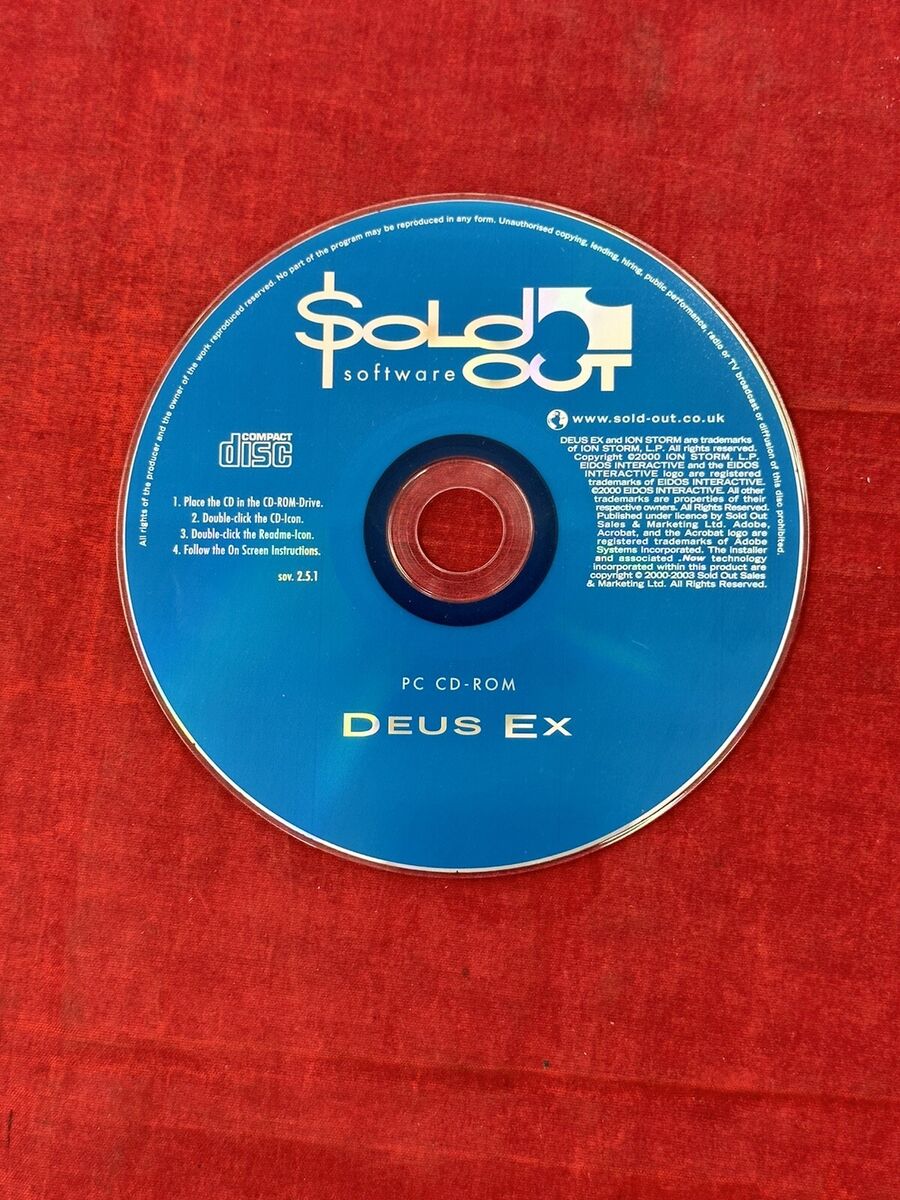 All rights of the producer and the owner of the work reproduced reserved. No part of the program may be reproduced in any form. Unauthorised copying, lending, hiring, public performance, radio or TV broadcast or diffusion of this disc prohibited.
$OLD
software OUT
www.sold-out.co.uk
COMPACT
disc
1. Place the CD in the CD-ROM-Drive.
2. Double-click the CD-Icon.
3. Double-click the Readme-Icon.
4. Follow the On Screen Instructions.
sov. 2.5.1
DEUS EX and ION STORM are trademarks
of ION STORM, L.P. All rights reserved.
Copyright ©2000 ION STORM, L.P.
EIDOS INTERACTIVE and the EIDOS
INTERACTIVE logo are registered
trademarks of EIDOS INTERACTIVE.
©2000 EIDOS INTERACTIVE. All other
trademarks are properties of their
respective owners. All Rights Reserved.
Published under licence by Sold Out
Sales & Marketing Ltd. Adobe,
Acrobat, and the Acrobat logo are
registered trademarks of Adobe
Systems Incorporated. The installer
and associated .New technology
incorporated within this product are
copyright © 2000-2003 Sold Out Sales
& Marketing Ltd. All Rights Reserved.
PC CD-ROM
DEUS EX